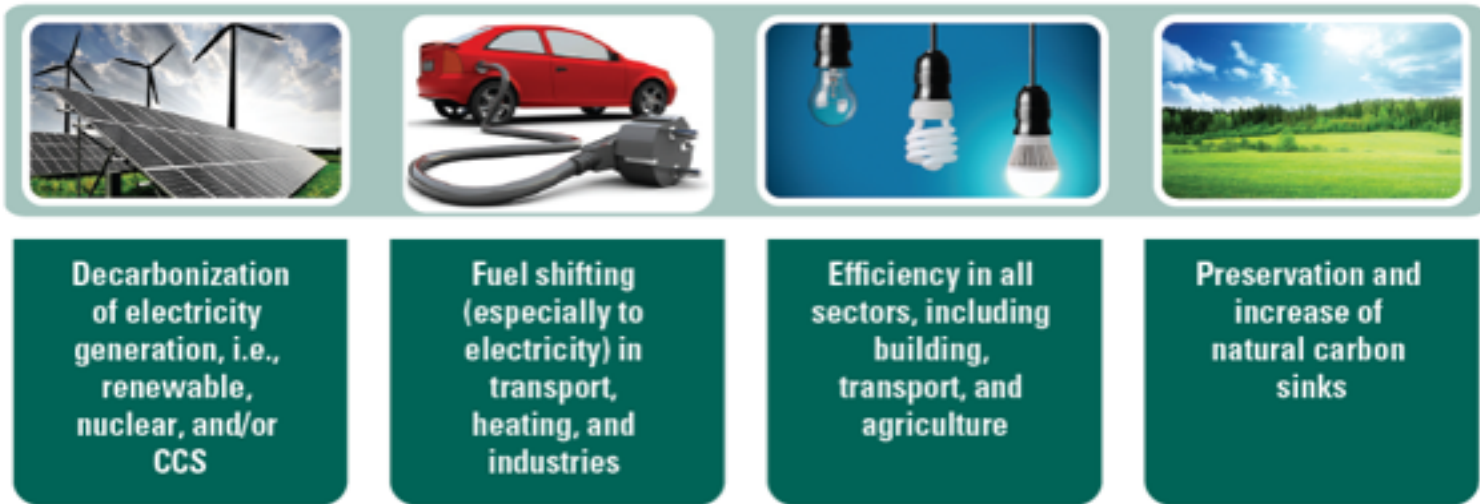 Decarbonization
of electricity
generation, i.e.,
renewable,
nuclear, and/or
CCS
Fuel shifting
(especially to
electricity) in
transport,
heating, and
industries
Efficiency in all
sectors, including
building,
transport, and
agriculture
Preservation and
increase of
natural carbon
sinks